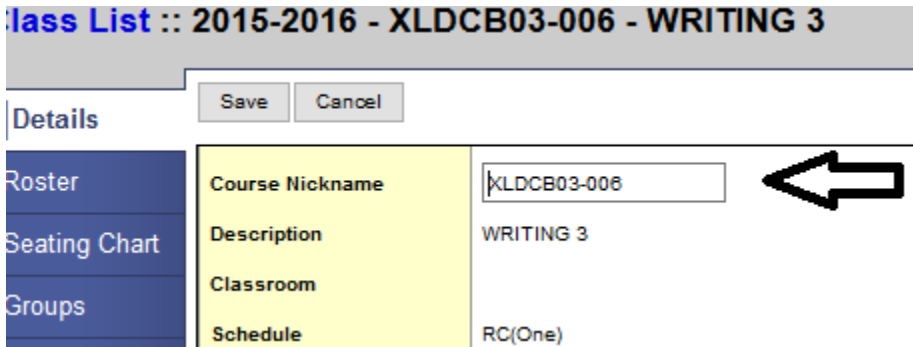 lass List :: 2015-2016 - XLDCB03-006 - WRITING 3
Save Cancel
Details
Roster
Seating Chart
Groups
Course Nickname XLDCB03-006
Description WRITING 3
Classroom
Schedule RC(One)